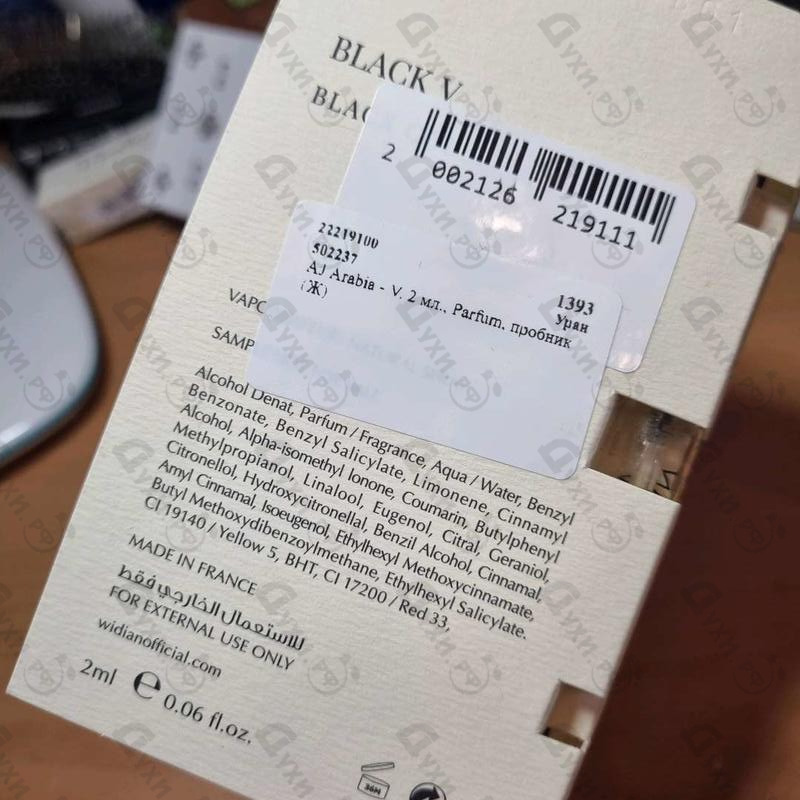 BLACK V
BLAC
2 002126 219111
22219100
502237 1393
AJ Arabia - V. 2 мл., Parfum, пробник Уран
(Ж)
VAPO
SAMP
Alcohol Denat, Parfum / Fragrance, Aqua / Water, Benzyl
Benzonate, Benzyl Salicylate, Limonene, Cinnamyl
Alcohol, Alpha-isomethyl Ionone, Coumarin, Butylphenyl
Methylpropianol, Linalool, Eugenol, Citral, Geraniol,
Citronellol, Hydroxycitronellal, Benzil Alcohol, Cinnamal,
Amyl Cinnamal, Isoeugenol, Ethylhexyl Methoxycinnamate,
Butyl Methoxydibenzoylmethane, Ethylhexyl Salicylate.
CI 19140 / Yellow 5, BHT, CI 17200 / Red 33,
MADE IN FRANCE
للاستعمال الخارجي فقط
FOR EXTERNAL USE ONLY
widianofficial.com
2ml e 0.06 fl.oz.
36M
Духи.рф